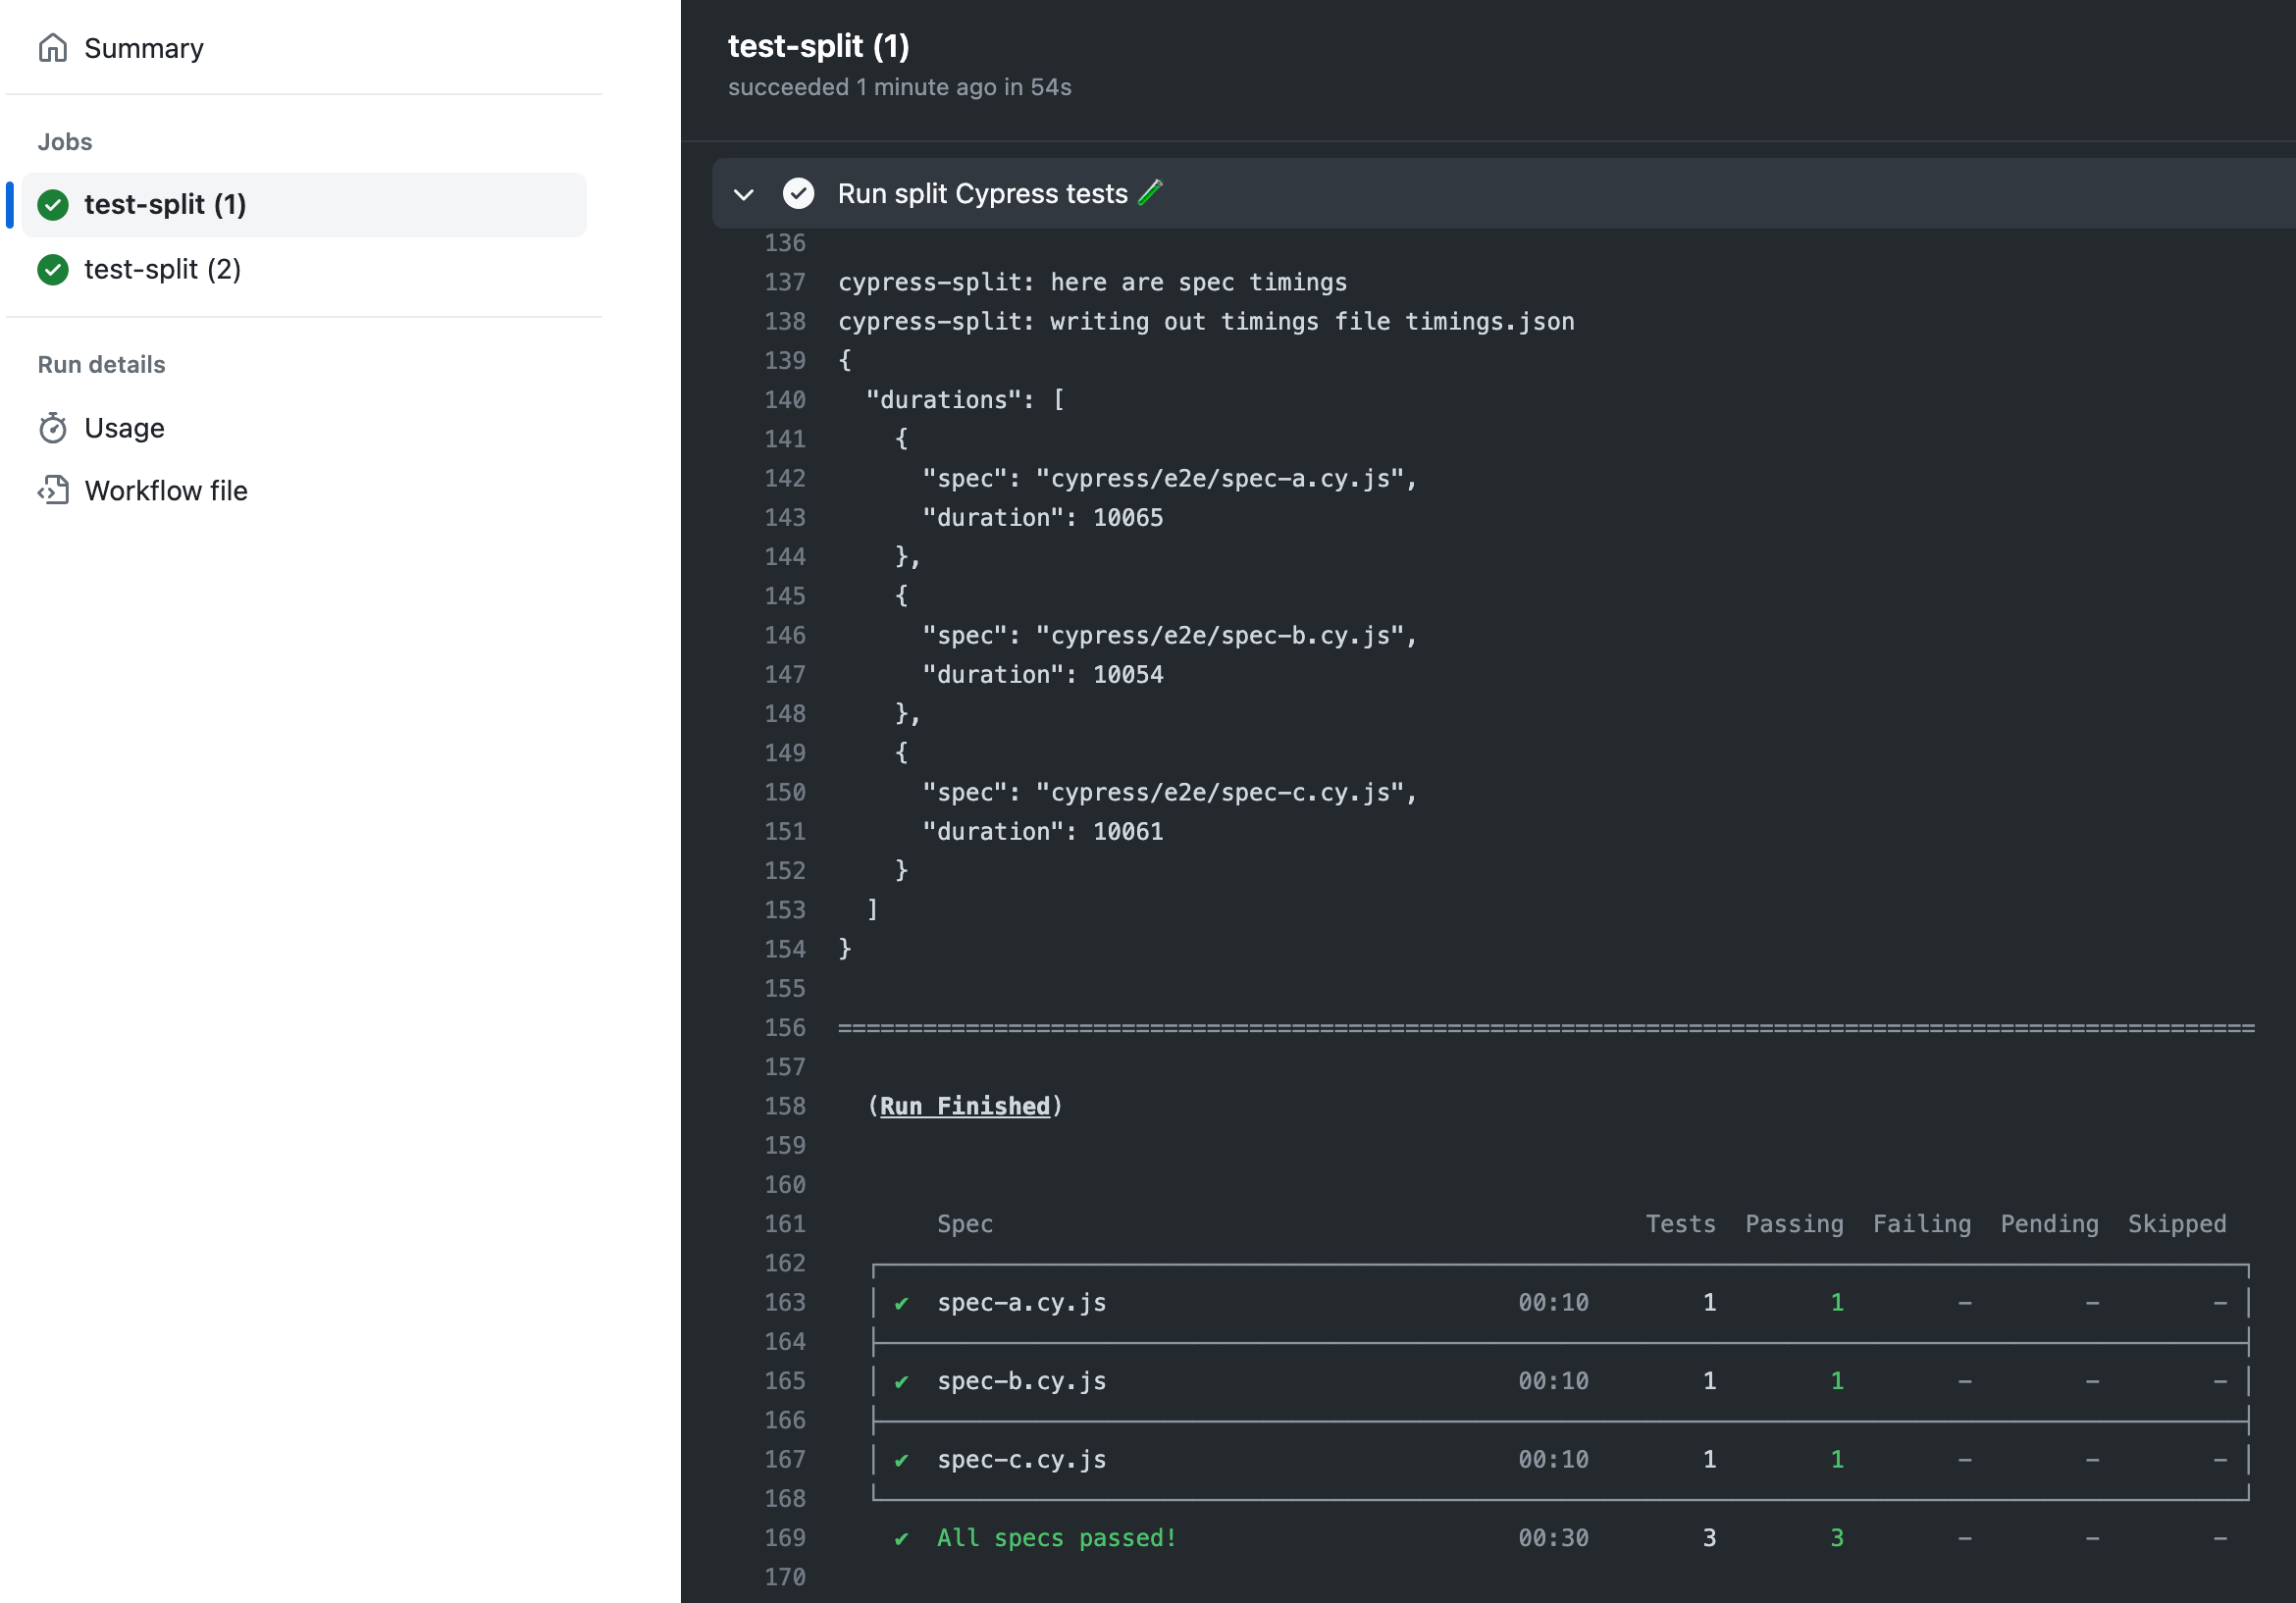 Summary
Jobs
test-split (1)
test-split (2)
Run details
Usage
Workflow file
test-split (1)
succeeded 1 minute ago in 54s
Run split Cypress tests
136
137 cypress-split: here are spec timings
138 cypress-split: writing out timings file timings.json
139 {
140 "durations": [
141 {
142 "spec": "cypress/e2e/spec-a.cy.js",
143 "duration": 10065
144 },
145 {
146 "spec": "cypress/e2e/spec-b.cy.js",
147 "duration": 10054
148 },
149 {
150 "spec": "cypress/e2e/spec-c.cy.js",
151 "duration": 10061
152 }
153 ]
154 }
155
156 ====================================================================================================
157
158 (Run Finished)
159
160
161 Spec Tests Passing Failing Pending Skipped
162
163 ✔ spec-a.cy.js 00:10 1 1 - - -
164
165 ✔ spec-b.cy.js 00:10 1 1 - - -
166
167 ✔ spec-c.cy.js 00:10 1 1 - - -
168
169 ✔ All specs passed! 00:30 3 3 - - -
170